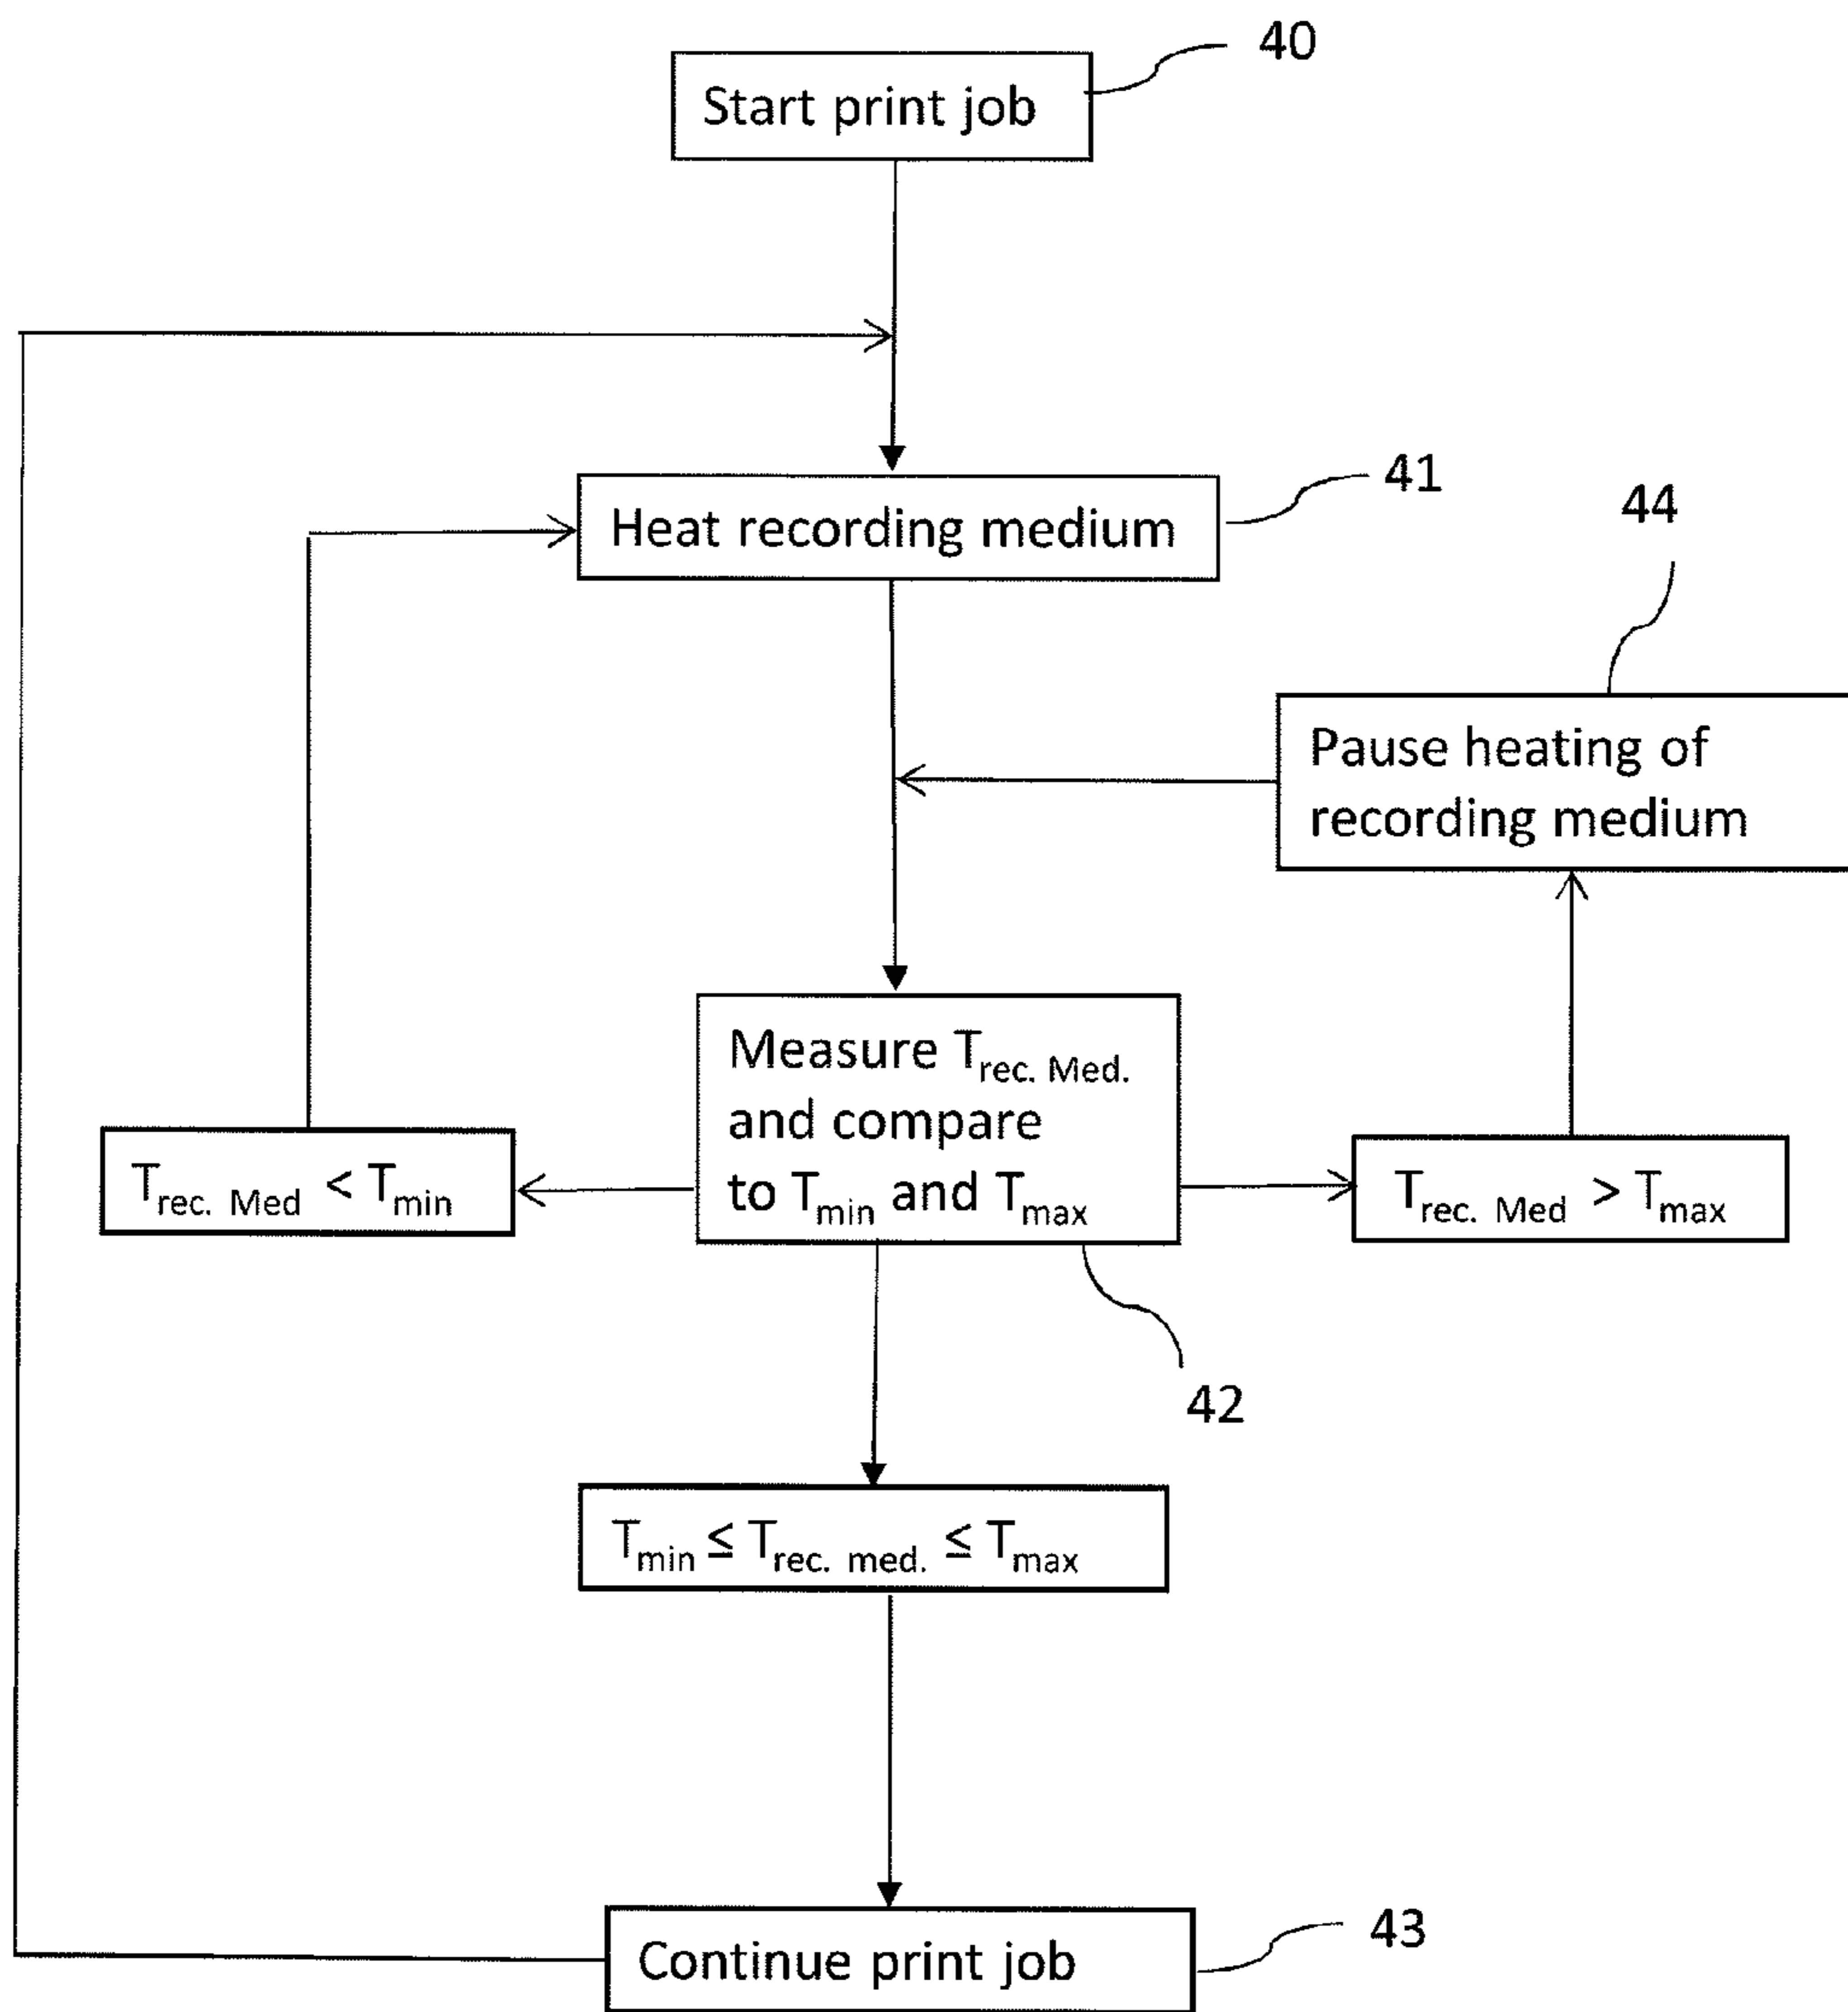 40
Start print job
41
Heat recording medium
44
Pause heating of
recording medium
Measure Trec. Med.
and compare
to Tmin and Tmax
Trec. Med < Tmin
Trec. Med > Tmax
42
Tmin ≤ Trec. med. ≤ Tmax
43
Continue print job